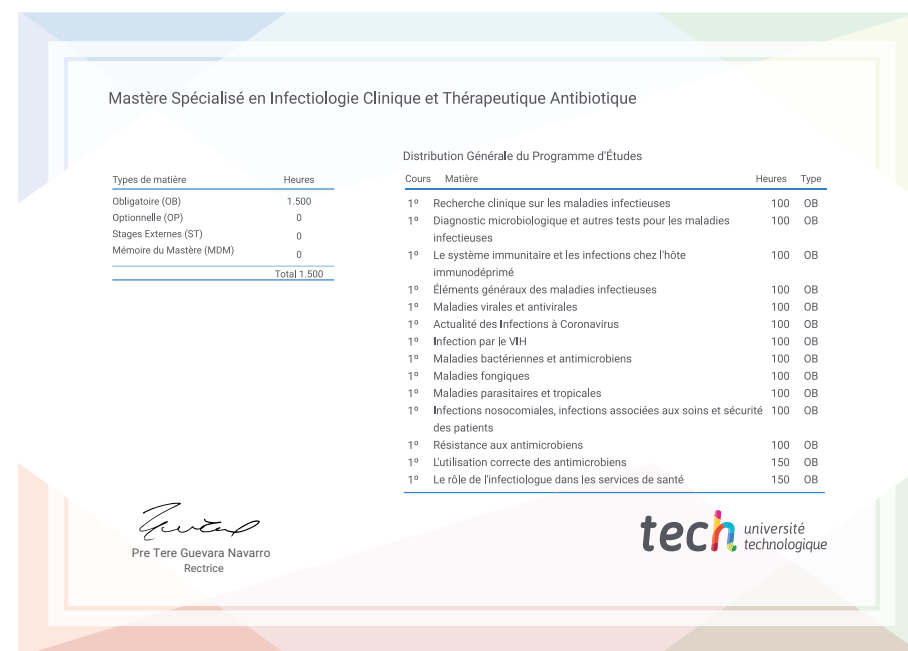 Mastère Spécialisé en Infectiologie Clinique et Thérapeutique Antibiotique
Types de matière Heures
Obligatoire (OB) 1.500
Optionnelle (OP) 0
Stages Externes (ST) 0
Mémoire du Mastère (MDM) 0
Total 1.500
Distribution Générale du Programme d'Études
Cours Matière Heures Type
1º Recherche clinique sur les maladies infectieuses 100 OB
1º Diagnostic microbiologique et autres tests pour les maladies 100 OB
infectieuses
1º Le système immunitaire et les infections chez l'hôte 100 OB
immunodéprimé
1º Éléments généraux des maladies infectieuses 100 OB
1º Maladies virales et antivirales 100 OB
1º Actualité des Infections à Coronavirus 100 OB
1º Infection par le VIH 100 OB
1º Maladies bactériennes et antimicrobiens 100 OB
1º Maladies fongiques 100 OB
1º Maladies parasitaires et tropicales 100 OB
1º Infections nosocomiales, infections associées aux soins et sécurité 100 OB
des patients
1º Résistance aux antimicrobiens 100 OB
1º L'utilisation correcte des antimicrobiens 150 OB
1º Le rôle de l'infectiologue dans les services de santé 150 OB
Pre Tere Guevara Navarro
Rectrice
tech université
technologique